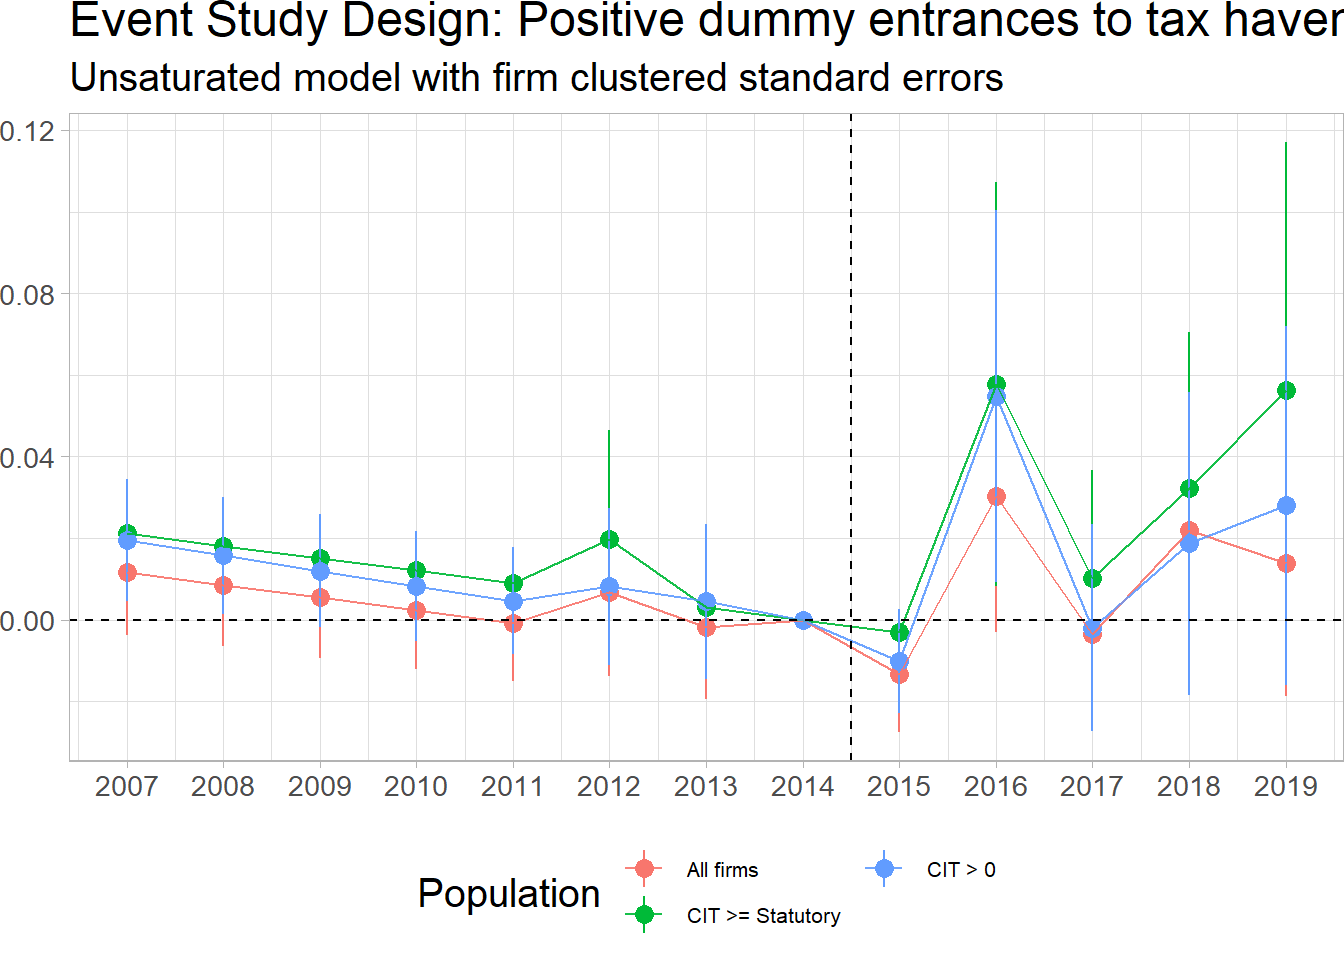 Event Study Design: Positive dummy entrances to tax haven
Unsaturated model with firm clustered standard errors
0.12
0.08
0.04
0.00
2007 2008 2009 2010 2011 2012 2013 2014 2015 2016 2017 2018 2019
Population
All firms
CIT > 0
CIT >= Statutory